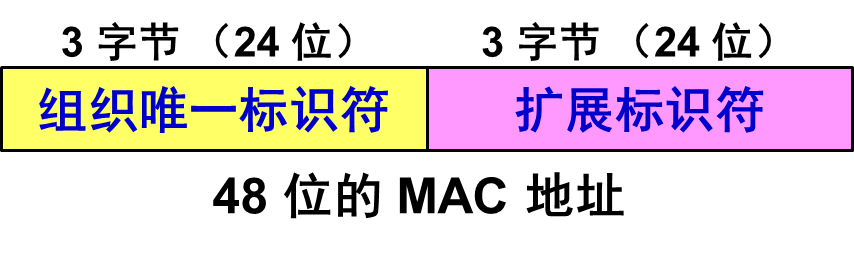 3 字节 （24 位） 3 字节 （24 位）
组织唯一标识符 扩展标识符
48 位的 MAC 地址